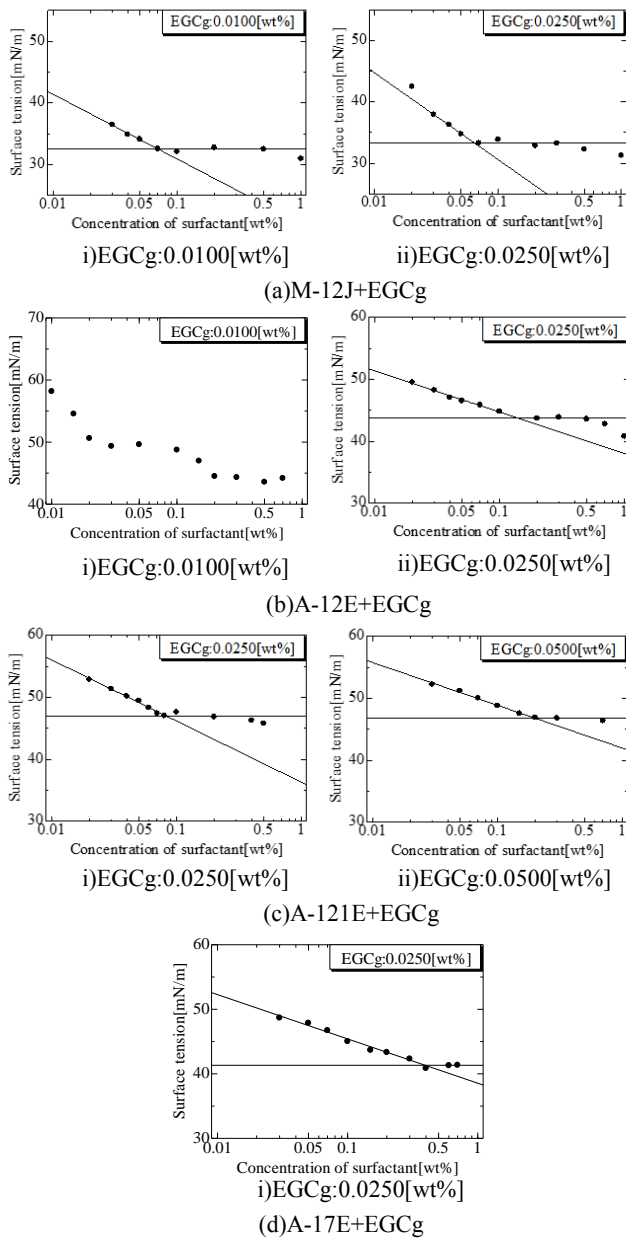 EGCg:0.0100[wt%]
Surface tension[mN/m]
50
40
30
0.01 0.05 0.1 0.5 1
Concentration of surfactant[wt%]
i)EGCg:0.0100[wt%]
EGCg:0.0250[wt%]
Surface tension[mN/m]
50
40
30
0.01 0.05 0.1 0.5 1
Concentration of surfactant[wt%]
ii)EGCg:0.0250[wt%]
(a)M-12J+EGCg
EGCg:0.0100[wt%]
Surface tension[mN/m]
70
60
50
40
0.01 0.05 0.1 0.5 1
Concentration of surfactant[wt%]
i)EGCg:0.0100[wt%]
EGCg:0.0250[wt%]
Surface tension[mN/m]
60
50
40
30
0.01 0.05 0.1 0.5 1
Concentration of surfactant[wt%]
ii)EGCg:0.0250[wt%]
(b)A-12E+EGCg
EGCg:0.0250[wt%]
Surface tension[mN/m]
60
50
40
30
0.01 0.05 0.1 0.5 1
Concentration of surfactant[wt%]
i)EGCg:0.0250[wt%]
EGCg:0.0500[wt%]
Surface tension[mN/m]
60
50
40
30
0.01 0.05 0.1 0.5 1
Concentration of surfactant[wt%]
ii)EGCg:0.0500[wt%]
(c)A-121E+EGCg
EGCg:0.0250[wt%]
Surface tension[mN/m]
60
50
40
30
0.01 0.05 0.1 0.5 1
Concentration of surfactant[wt%]
i)EGCg:0.0250[wt%]
(d)A-17E+EGCg